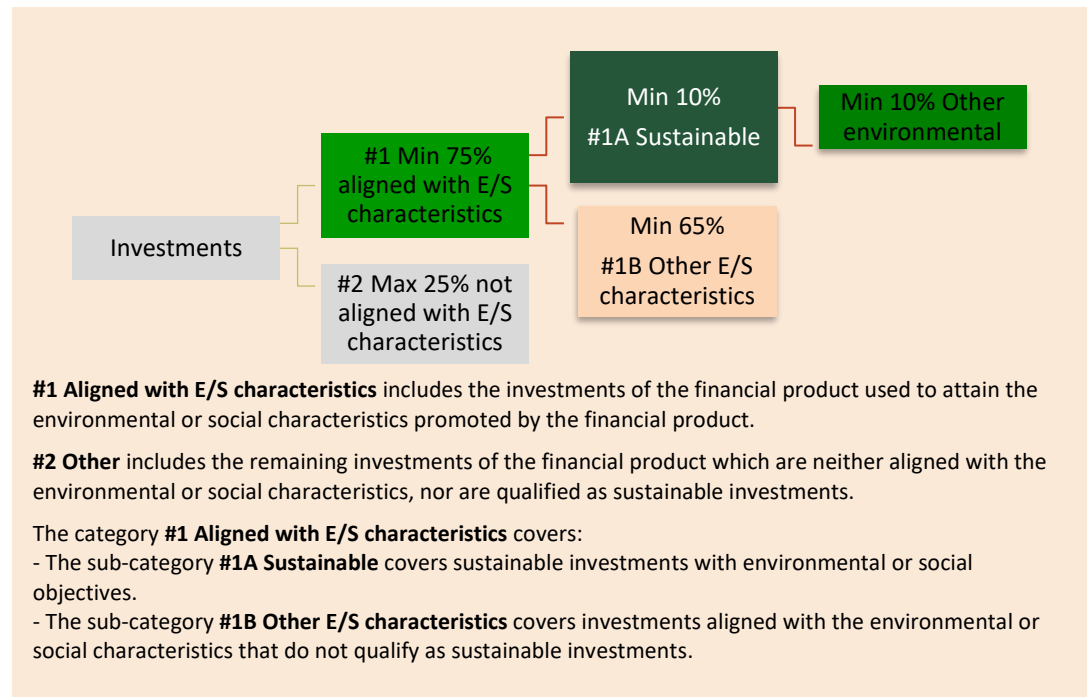 Min 10%
#1A Sustainable
Min 10% Other
environmental
#1 Min 75%
aligned with E/S
characteristics
Min 65%
#1B Other E/S
characteristics
Investments
#2 Max 25% not
aligned with E/S
characteristics
#1 Aligned with E/S characteristics includes the investments of the financial product used to attain the
environmental or social characteristics promoted by the financial product.
#2 Other includes the remaining investments of the financial product which are neither aligned with the
environmental or social characteristics, nor are qualified as sustainable investments.
The category #1 Aligned with E/S characteristics covers:
- The sub-category #1A Sustainable covers sustainable investments with environmental or social
objectives.
- The sub-category #1B Other E/S characteristics covers investments aligned with the environmental or
social characteristics that do not qualify as sustainable investments.